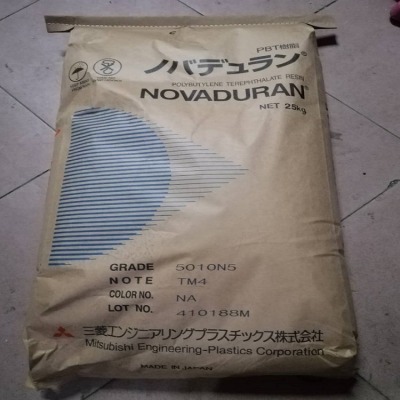 PBT樹脂
ノバデュラン®
POLYBUTYLENE TEREPHTHALATE RESIN
NOVADURAN®
NET 25kg
GRADE 5010N5
NOTE TM4
COLOR NO. NA
LOT NO. 410188M
三菱エンジニアリングプラスチックス株式会社
Mitsubishi Engineering-Plastics Corporation
MADE IN JAPAN